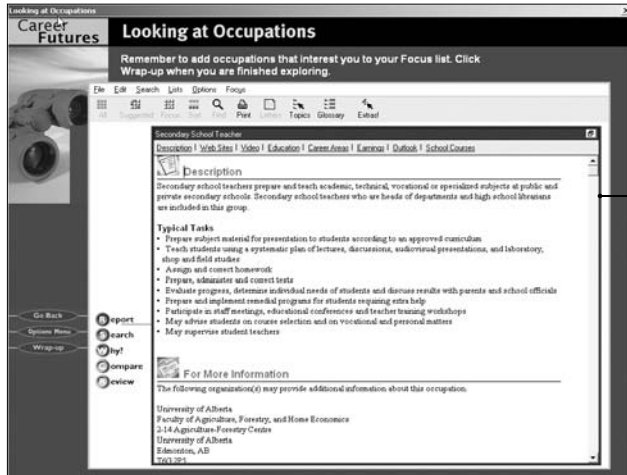 Looking at Occupations
Career
Futures
Looking at Occupations
Remember to add occupations that interest you to your Focus list. Click
Wrap-up when you are finished exploring.
File Edit Search Lists Options Focus
All Suggested Focus Sort Find Print Letters Topics Glossary Extras!
Secondary School Teacher
Description | Web Sites | Video | Education | Career Areas | Earnings | Outlook | School Courses
Description
Secondary school teachers prepare and teach academic, technical, vocational or specialized subjects at public and
private secondary schools. Secondary school teachers who are heads of departments and high school librarians
are included in this group.
Typical Tasks
• Prepare subject material for presentation to students according to an approved curriculum
• Teach students using a systematic plan of lectures, discussions, audiovisual presentations, and laboratory,
shop and field studies
• Assign and correct homework
• Prepare, administer and correct tests
• Evaluate progress, determine individual needs of students and discuss results with parents and school officials
• Prepare and implement remedial programs for students requiring extra help
• Participate in staff meetings, educational conferences and teacher training workshops
• May advise students on course selection and on vocational and personal matters
• May supervise student teachers
Go Back
Options Menu
Wrap-up
Report
Search
Why?
Compare
Review
For More Information
The following organization(s) may provide additional information about this occupation.
University of Alberta
Faculty of Agriculture, Forestry, and Home Economics
2-14 Agriculture-Forestry Centre
University of Alberta
Edmonton, AB
T6G 2P5